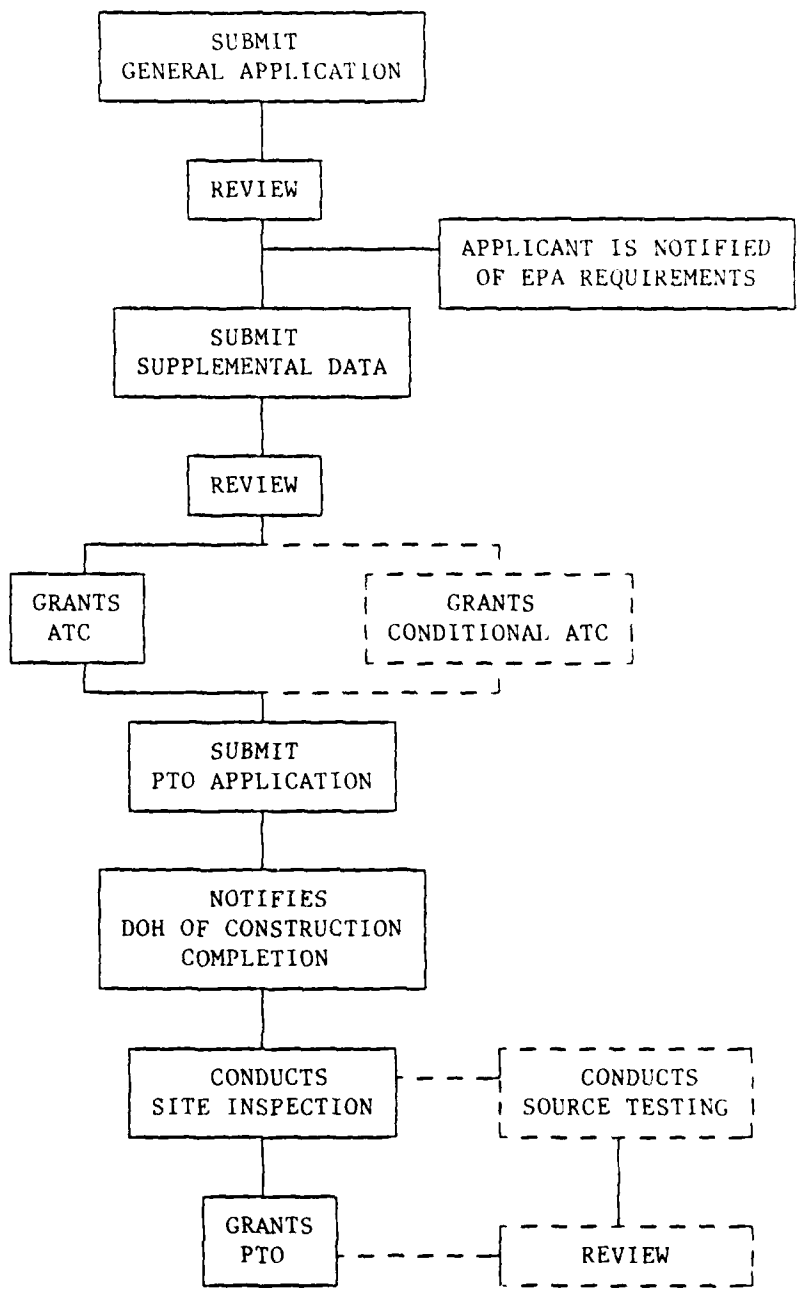 SUBMIT
GENERAL APPLICATION
REVIEW
APPLICANT IS NOTIFIED
OF EPA REQUIREMENTS
SUBMIT
SUPPLEMENTAL DATA
REVIEW
GRANTS
ATC
GRANTS
CONDITIONAL ATC
SUBMIT
PTO APPLICATION
NOTIFIES
DOH OF CONSTRUCTION
COMPLETION
CONDUCTS
SITE INSPECTION
CONDUCTS
SOURCE TESTING
GRANTS
PTO
REVIEW